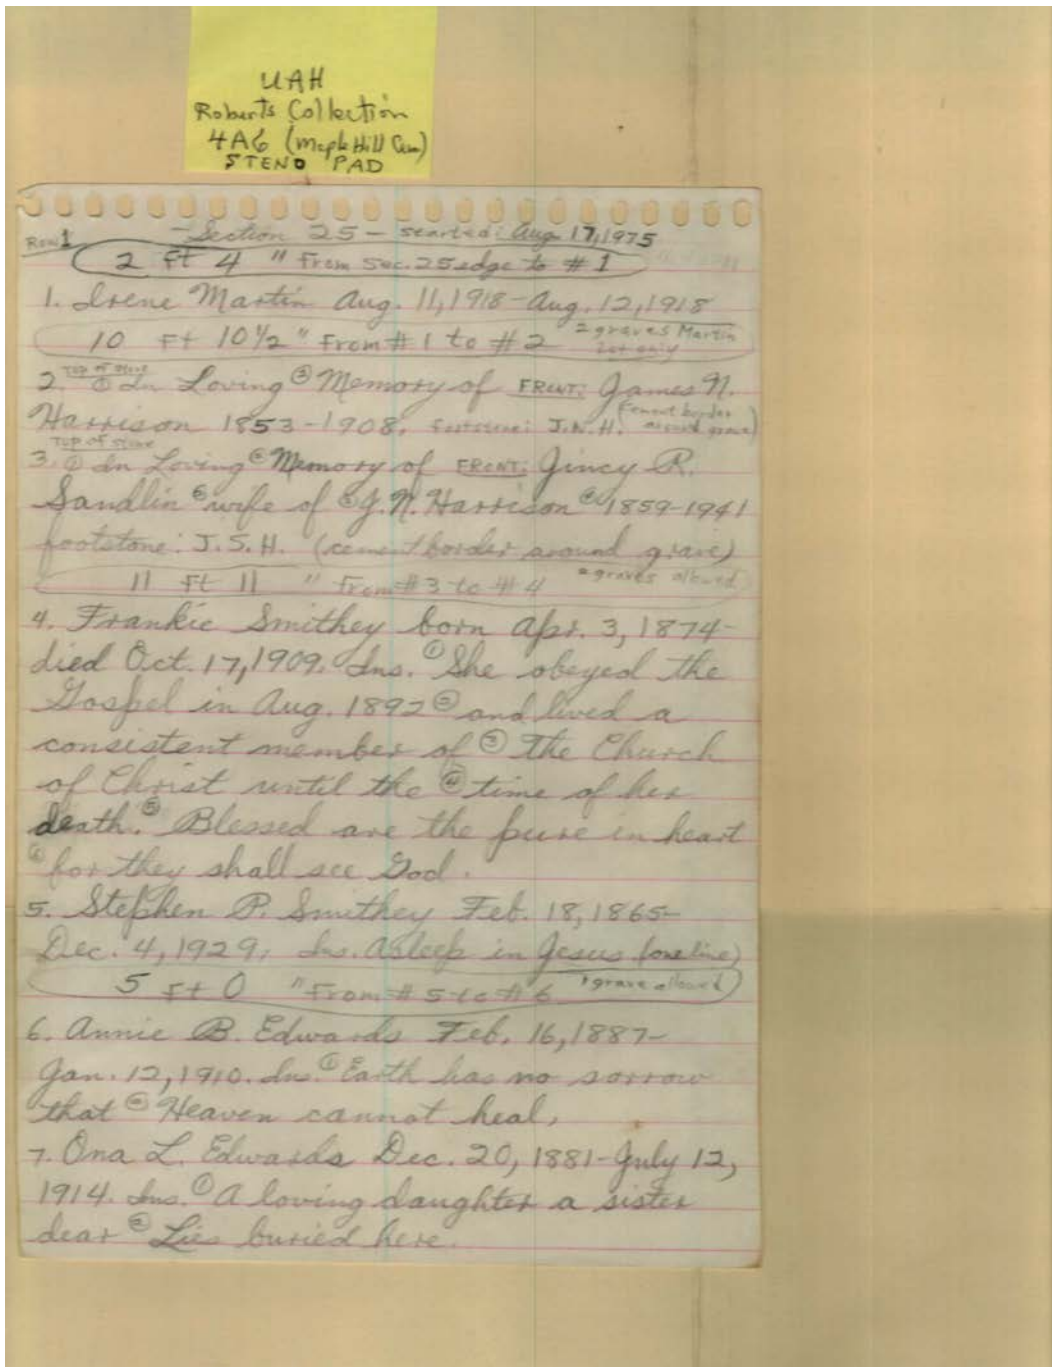 UAH
Roberts Collection
4A6 (Maple Hill Cem)
STENO PAD
Row 1
- Section 25 - started: Aug 17, 1975
2 ft 4 " From Sec. 25 edge to # 1
1. Irene Martin Aug. 11, 1918 - Aug. 12, 1918
10 Ft 10 1/2 " From # 1 to # 2 2 graves Martin
Lot only
2. Top of stone ① In Loving ② Memory of FRONT: James N.
Harrison 1853-1908. footstone: J.N.H. (cement border around grave)
Top of stone
3. ① In Loving ② Memory of FRONT: Jincy R.
Sandlin ② wife of ③ J. N. Harrison ④ 1859-1941
footstone: J.S.H. (cement border around grave)
11 Ft 11 " From # 3 to # 4 2 graves allowed
4. Frankie Smithey born Apr. 3, 1874-
died Oct. 17, 1909. Ins. ① She obeyed the
Gospel in Aug. 1892 ② and lived a
consistent member of ③ The Church
of Christ until the ④ time of her
death. ⑤ Blessed are the pure in heart
⑥ for they shall see God.
5. Stephen P. Smithey Feb. 18, 1865-
Dec. 4, 1929, Ins. Asleep in Jesus (one line)
5 Ft 0 " From # 5 to # 6 1 grave allowed
6. Annie B. Edwards Feb. 16, 1887-
Jan. 12, 1910. Ins. ① Earth has no sorrow
that ② Heaven cannot heal.
7. Ona L. Edwards Dec. 20, 1881-July 12,
1914. Ins. ① A loving daughter a sister
dear ② Lies buried here.